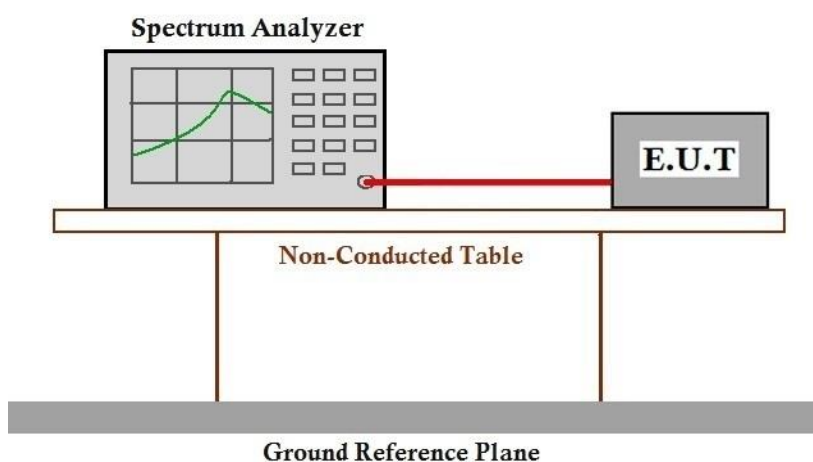 Spectrum Analyzer
E.U.T
Non-Conducted Table
Ground Reference Plane